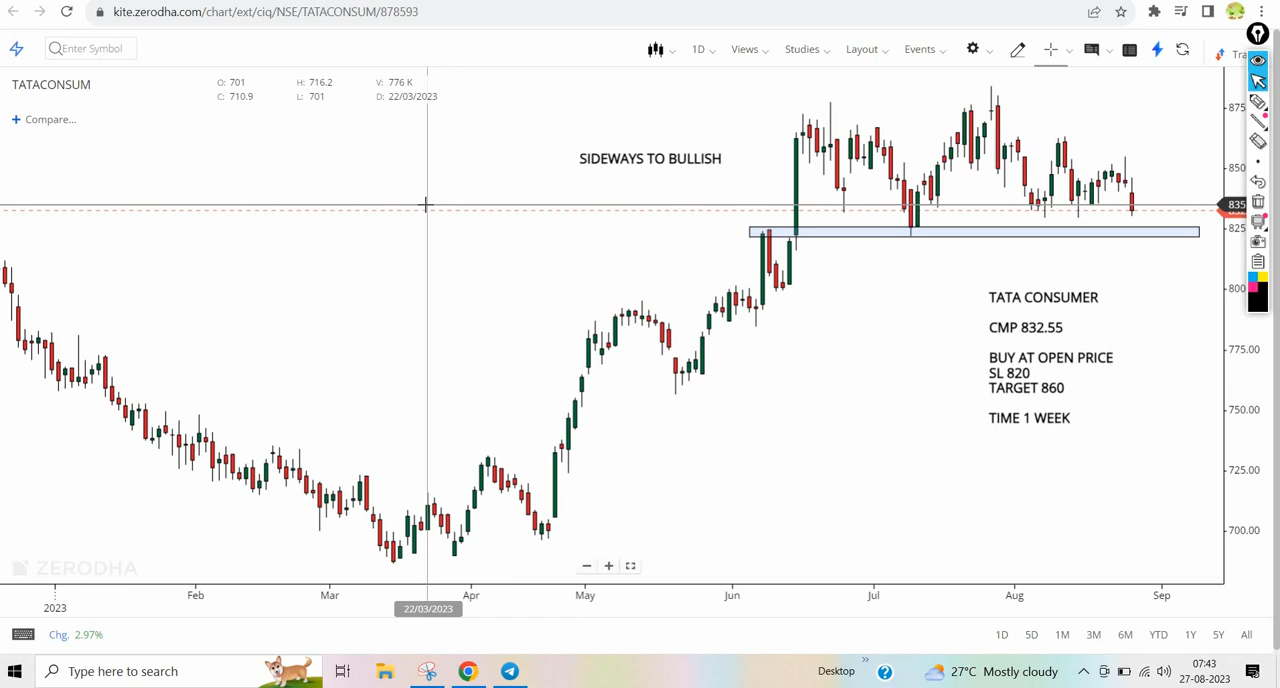 kite.zerodha.com/chart/ext/ciq/NSE/TATACONSUM/878593
Enter Symbol
1D
Views
Studies
Layout
Events
Tra
TATACONSUM
O: 701 H: 716.2 V: 776 K
C: 710.9 L: 701 D: 22/03/2023
+ Compare...
SIDEWAYS TO BULLISH
875
850
835
825
800
775.00
750.00
725.00
700.00
TATA CONSUMER
CMP 832.55
BUY AT OPEN PRICE
SL 820
TARGET 860
TIME 1 WEEK
ZERODHA
2023 Feb Mar Apr May Jun Jul Aug Sep
22/03/2023
Chg. 2.97%
1D 5D 1M 3M 6M YTD 1Y 5Y All
Type here to search
Desktop
27°C Mostly cloudy
07:43
27-08-2023